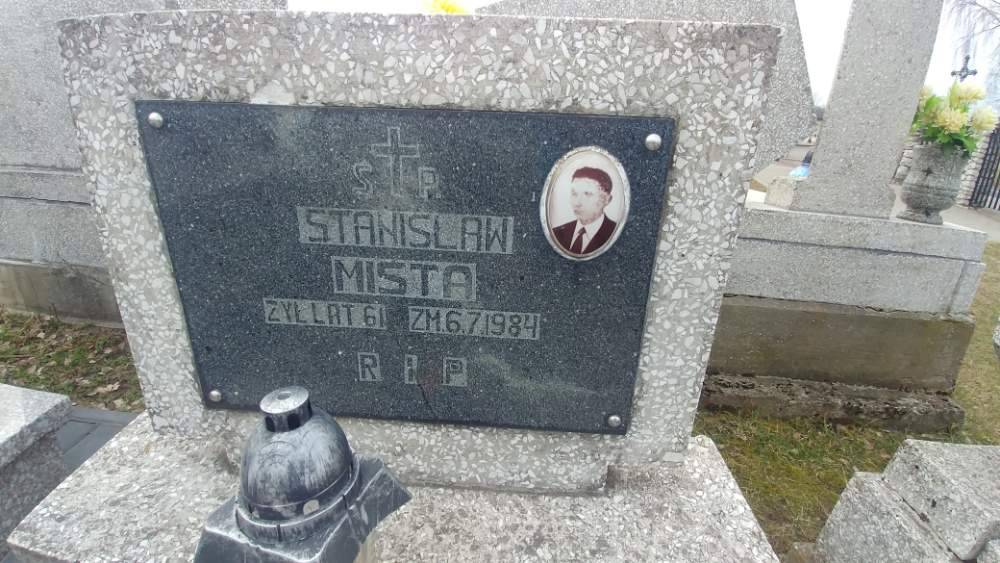 Ś P
STANISŁAW
MISTA
ŻYŁ LAT 61 ZM. 6.7.1984
R I P